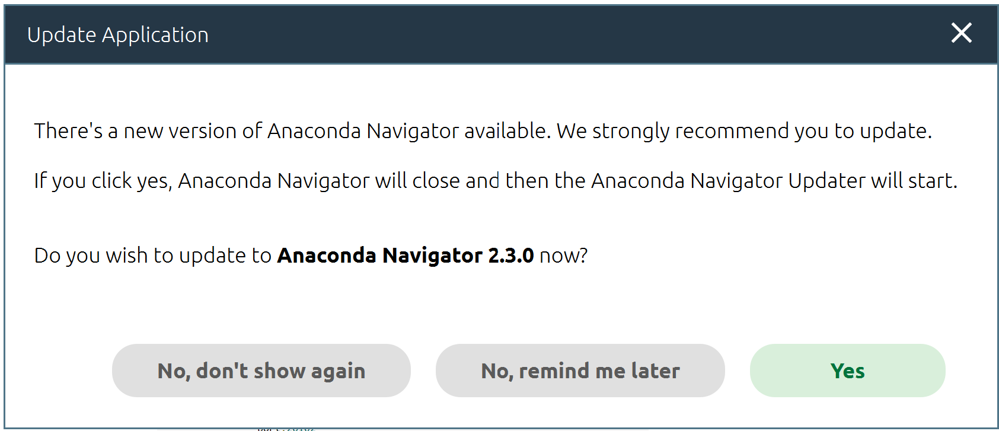 Update Application
There's a new version of Anaconda Navigator available. We strongly recommend you to update.
If you click yes, Anaconda Navigator will close and then the Anaconda Navigator Updater will start.
Do you wish to update to Anaconda Navigator 2.3.0 now?
No, don't show again
No, remind me later
Yes